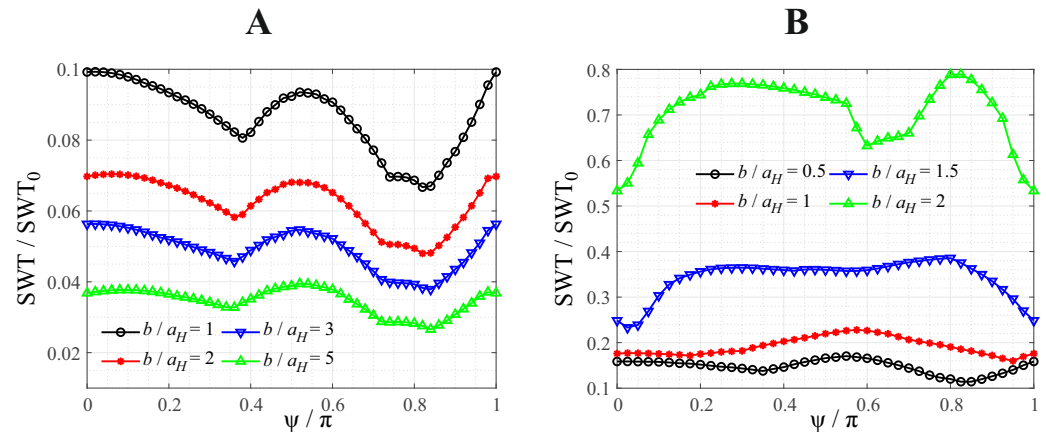 A
SWT / SWT0
0.1
0.08
0.06
0.04
0.02
b / aH = 1
b / aH = 3
b / aH = 2
b / aH = 5
0 0.2 0.4 0.6 0.8 1
ψ / π
B
SWT / SWT0
0.8
0.7
0.6
0.5
0.4
0.3
0.2
0.1
b / aH = 0.5
b / aH = 1.5
b / aH = 1
b / aH = 2
0 0.2 0.4 0.6 0.8 1
ψ / π